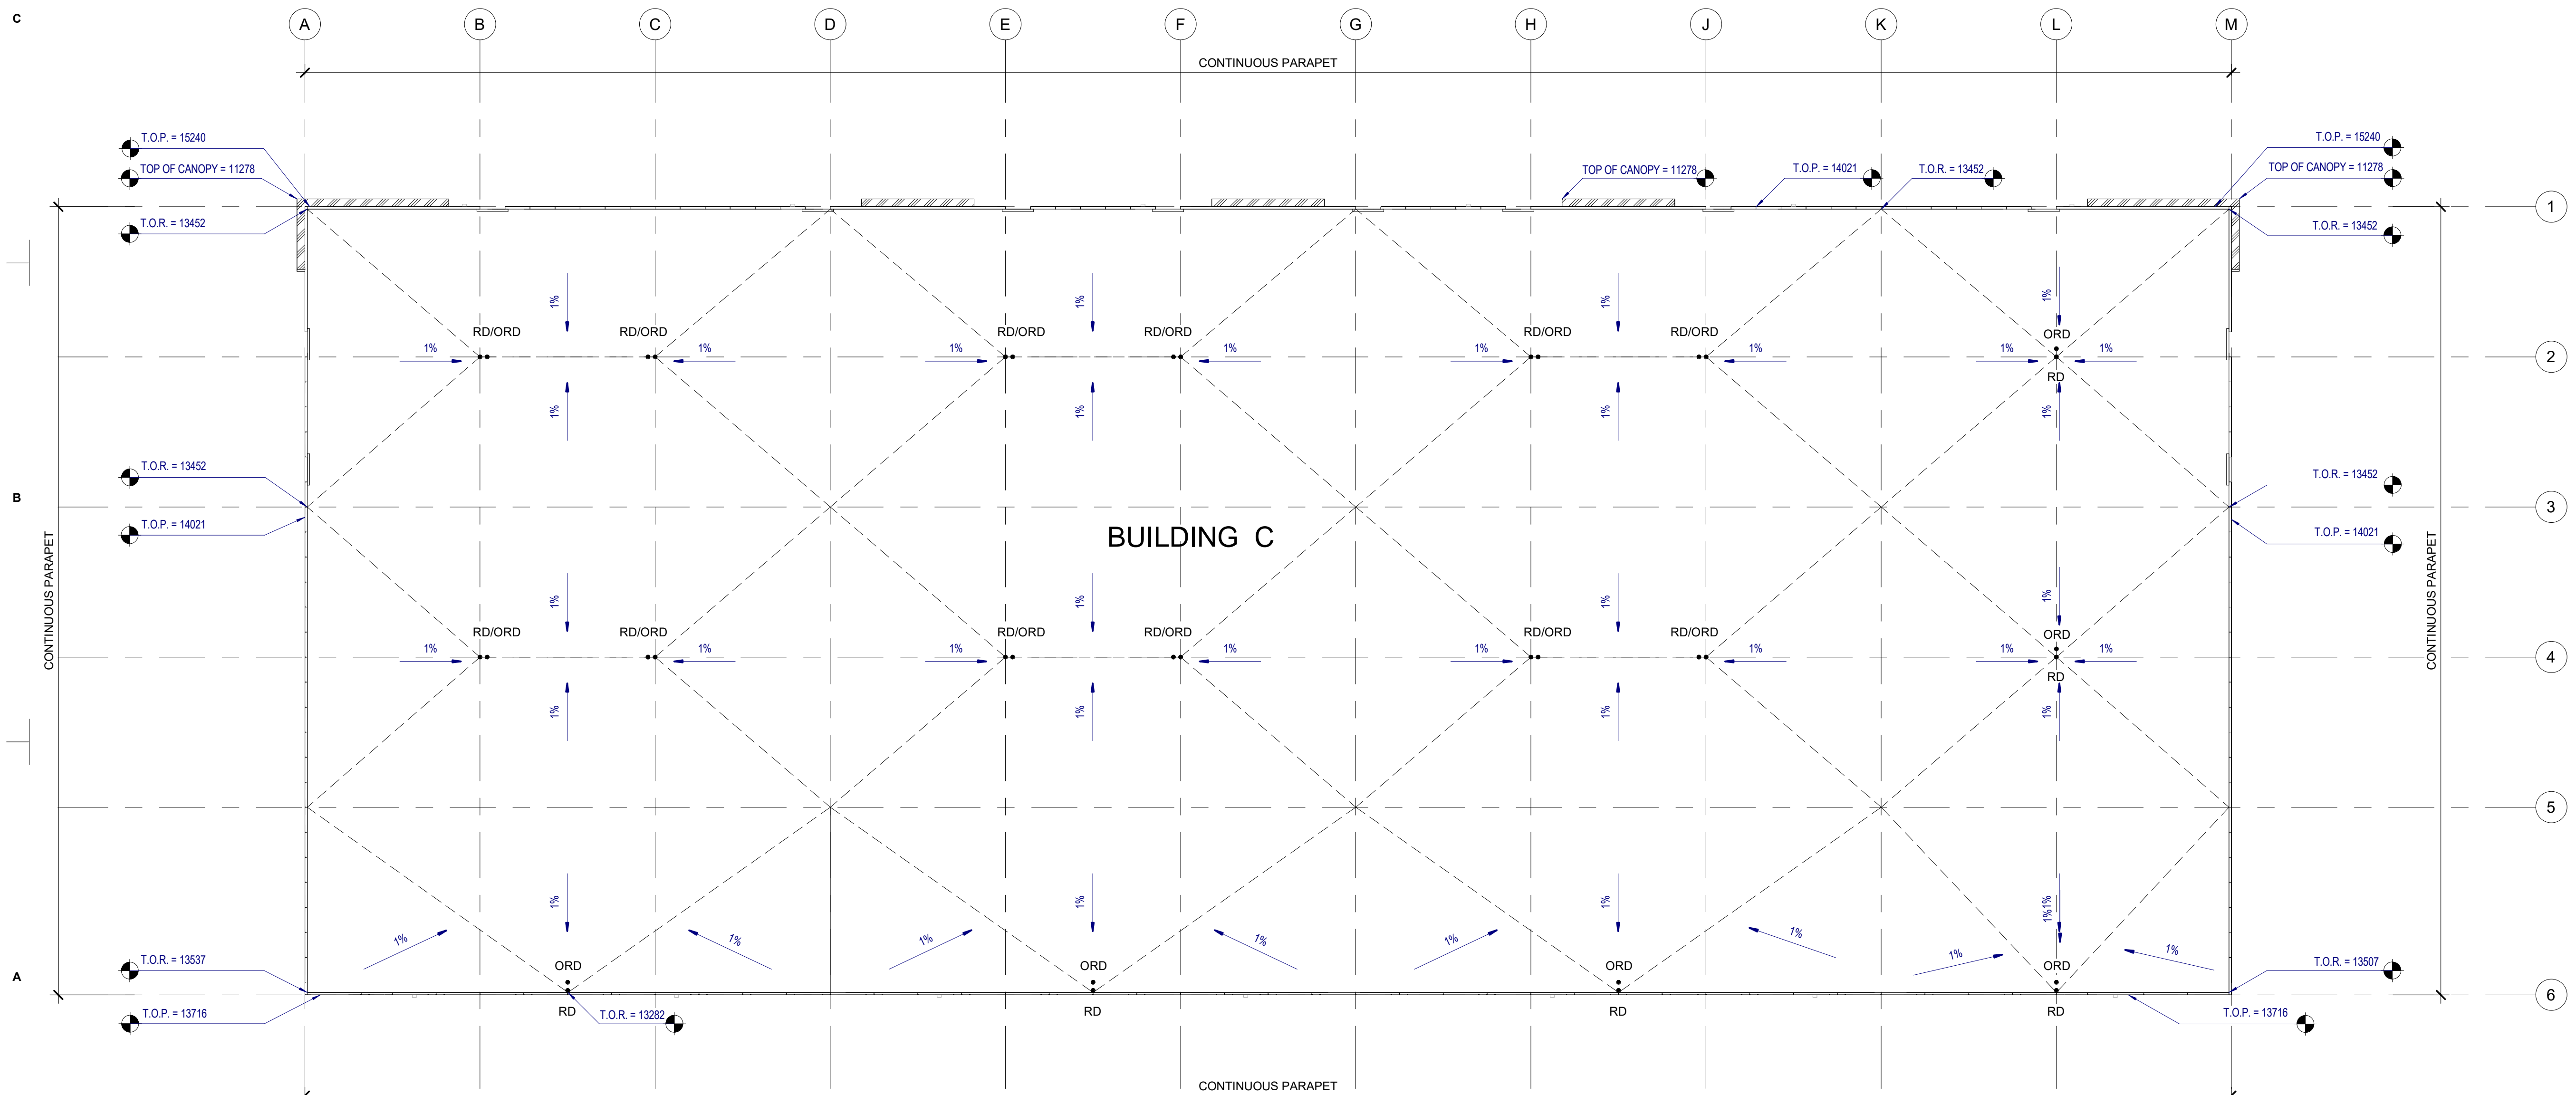 C
A B C D E F G H J K L M
CONTINUOUS PARAPET
T.O.P. = 15240
T.O.P. = 15240
TOP OF CANOPY = 11278
TOP OF CANOPY = 11278
T.O.P. = 14021
T.O.R. = 13452
TOP OF CANOPY = 11278
1
T.O.R. = 13452
T.O.R. = 13452
1% 1% 1% 1%
RD/ORD RD/ORD RD/ORD RD/ORD RD/ORD RD/ORD ORD
1% 1% 1% 1% 1% 1% 1% 1%
2
RD
1% 1% 1% 1%
T.O.R. = 13452
T.O.R. = 13452
B
3
T.O.P. = 14021
T.O.P. = 14021
BUILDING C
CONTINUOUS PARAPET
CONTINUOUS PARAPET
1% 1% 1% 1%
RD/ORD RD/ORD RD/ORD RD/ORD RD/ORD RD/ORD ORD
1% 1% 1% 1% 1% 1% 1% 1%
4
RD
1% 1% 1% 1%
5
1% 1% 1% 1% 1%
1% 1% 1% 1% 1% 1% 1% 1%
T.O.R. = 13537
ORD ORD ORD ORD
T.O.R. = 13507
A
6
T.O.P. = 13716
RD
T.O.R. = 13282
RD RD RD
T.O.P. = 13716
CONTINUOUS PARAPET